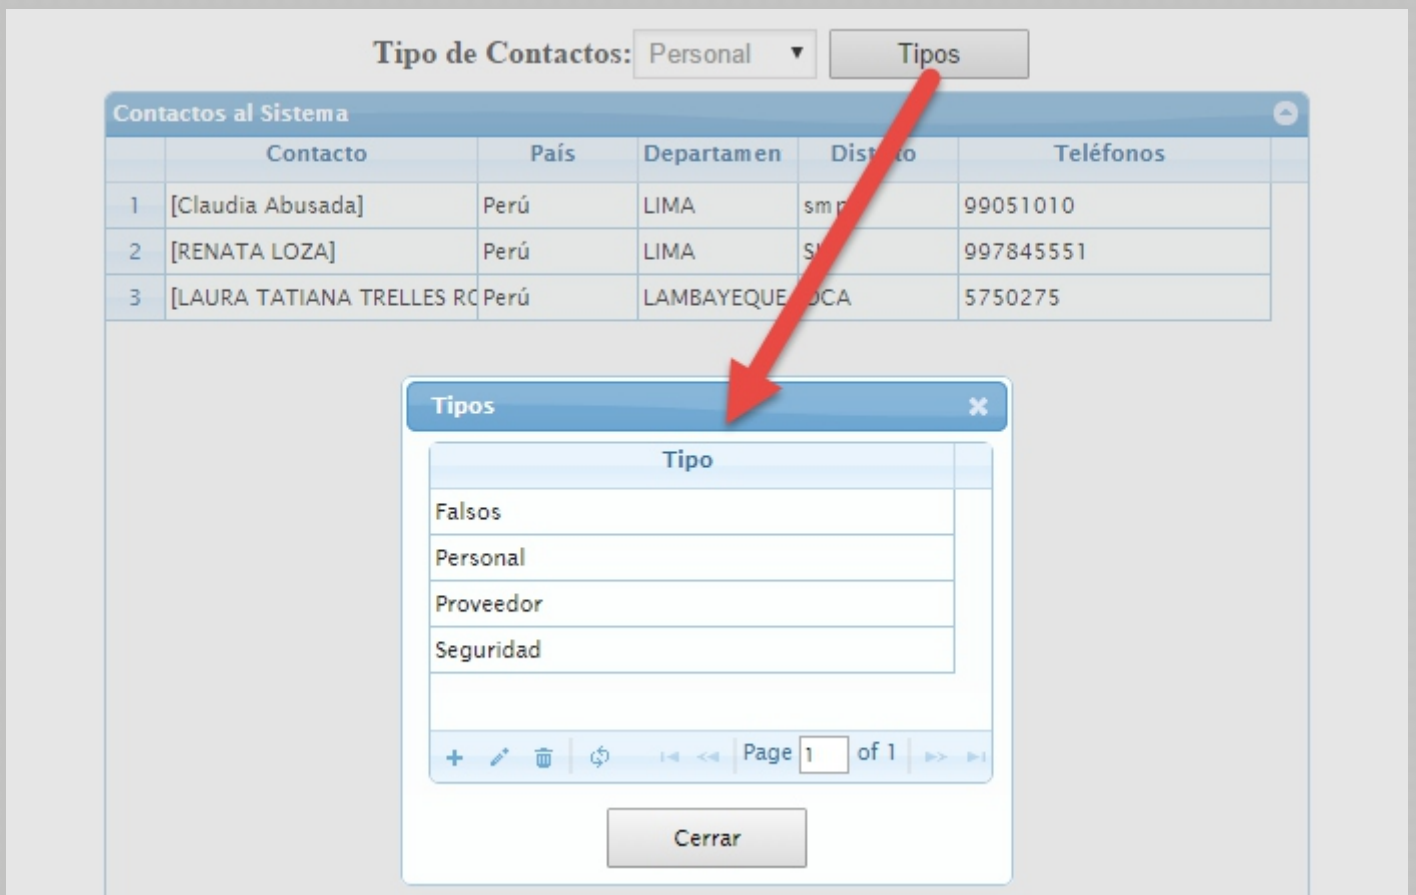 Tipo de Contactos: Personal Tipos
Contactos al Sistema
Contacto País Departamen Teléfonos
1 [Claudia Abusada] Perú LIMA smp 99051010
2 [RENATA LOZA] Perú LIMA 997845551
3 [LAURA TATIANA TRELLES RO Perú LAMBAYEQUE 5750275
Tipos
Tipo
Falsos
Personal
Proveedor
Seguridad
Page 1 of 1
Cerrar